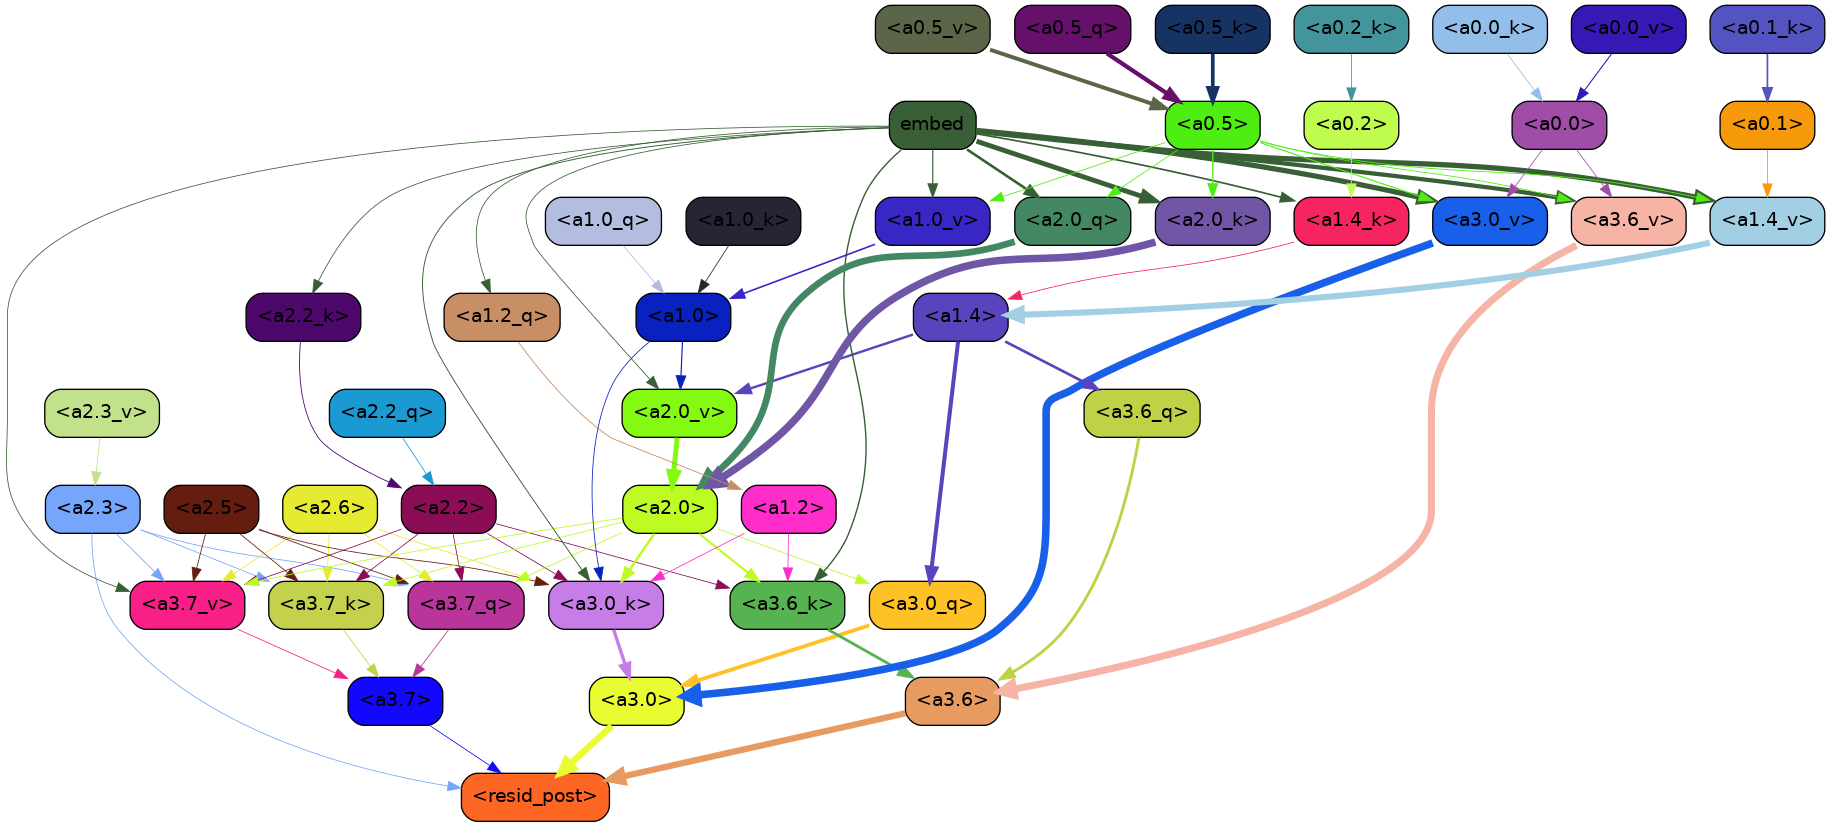 <a0.5_v> <a0.5_q> <a0.5_k> <a0.2_k> <a0.0_k> <a0.0_v> <a0.1_k>
embed <a0.5> <a0.2> <a0.0> <a0.1>
<a1.0_q> <a1.0_k> <a1.0_v> <a2.0_q> <a2.0_k> <a1.4_k> <a3.0_v> <a3.6_v> <a1.4_v>
<a2.2_k> <a1.2_q> <a1.0> <a1.4>
<a2.3_v> <a2.2_q> <a2.0_v> <a3.6_q>
<a2.3> <a2.5> <a2.6> <a2.2> <a2.0> <a1.2>
<a3.7_v> <a3.7_k> <a3.7_q> <a3.0_k> <a3.6_k> <a3.0_q>
<a3.7> <a3.0> <a3.6>
<resid_post>